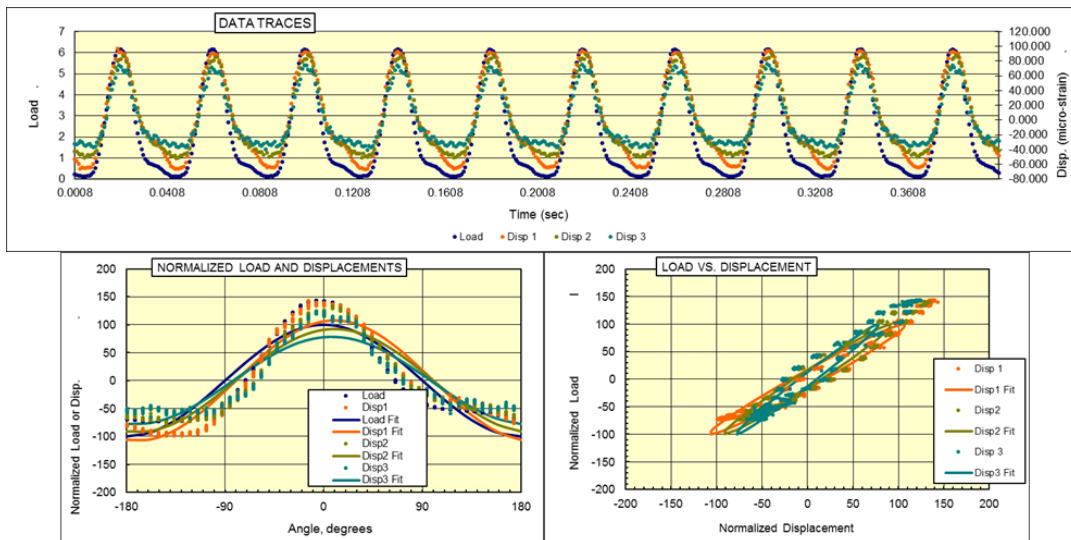 DATA TRACES
7
6
5
4
3
2
1
0
Load
120.000
100.000
80.000
60.000
40.000
20.000
0.000
-20.000
-40.000
-60.000
-80.000
Disp. (micro-strain)
0.0008 0.0408 0.0808 0.1208 0.1608 0.2008 0.2408 0.2808 0.3208 0.3608
Time (sec)
Load Disp 1 Disp 2 Disp 3
NORMALIZED LOAD AND DISPLACEMENTS
200
150
100
50
0
-50
-100
-150
-200
Normalized Load or Disp.
Load
Disp1
Load Fit
Disp1 Fit
Disp2
Disp2 Fit
Disp3
Disp3 Fit
-180 -90 0 90 180
Angle, degrees
LOAD VS. DISPLACEMENT
200
150
100
50
0
-50
-100
-150
-200
Normalized Load
Disp 1
Disp1 Fit
Disp2
Disp2 Fit
Disp 3
Disp3 Fit
-200 -150 -100 -50 0 50 100 150 200
Normalized Displacement